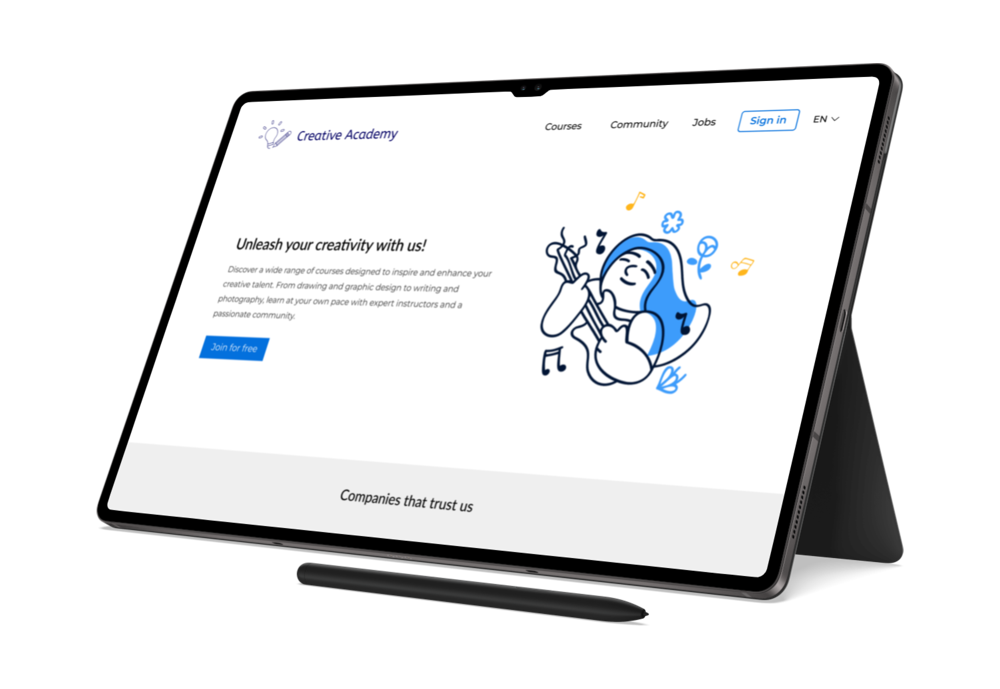 Creative Academy
Courses
Community
Jobs
Sign in
EN
Unleash your creativity with us!
Discover a wide range of courses designed to inspire and enhance your
creative talent. From drawing and graphic design to writing and
photography, learn at your own pace with expert instructors and a
passionate community.
Join for free
Companies that trust us